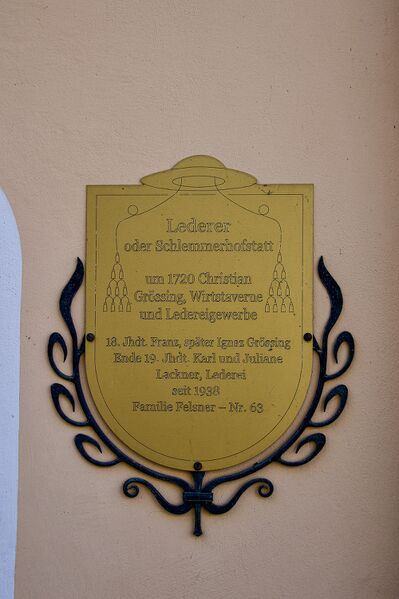 Lederer
oder Schlemmerhofstatt
um 1720 Christian
Grössing, Wirtstaverne
und Ledereigewerbe
18. Jhdt. Franz, später Ignaz Grössing
Ende 19. Jhdt. Karl und Juliane
Lackner, Lederei
seit 1938
Familie Felsner – Nr. 63